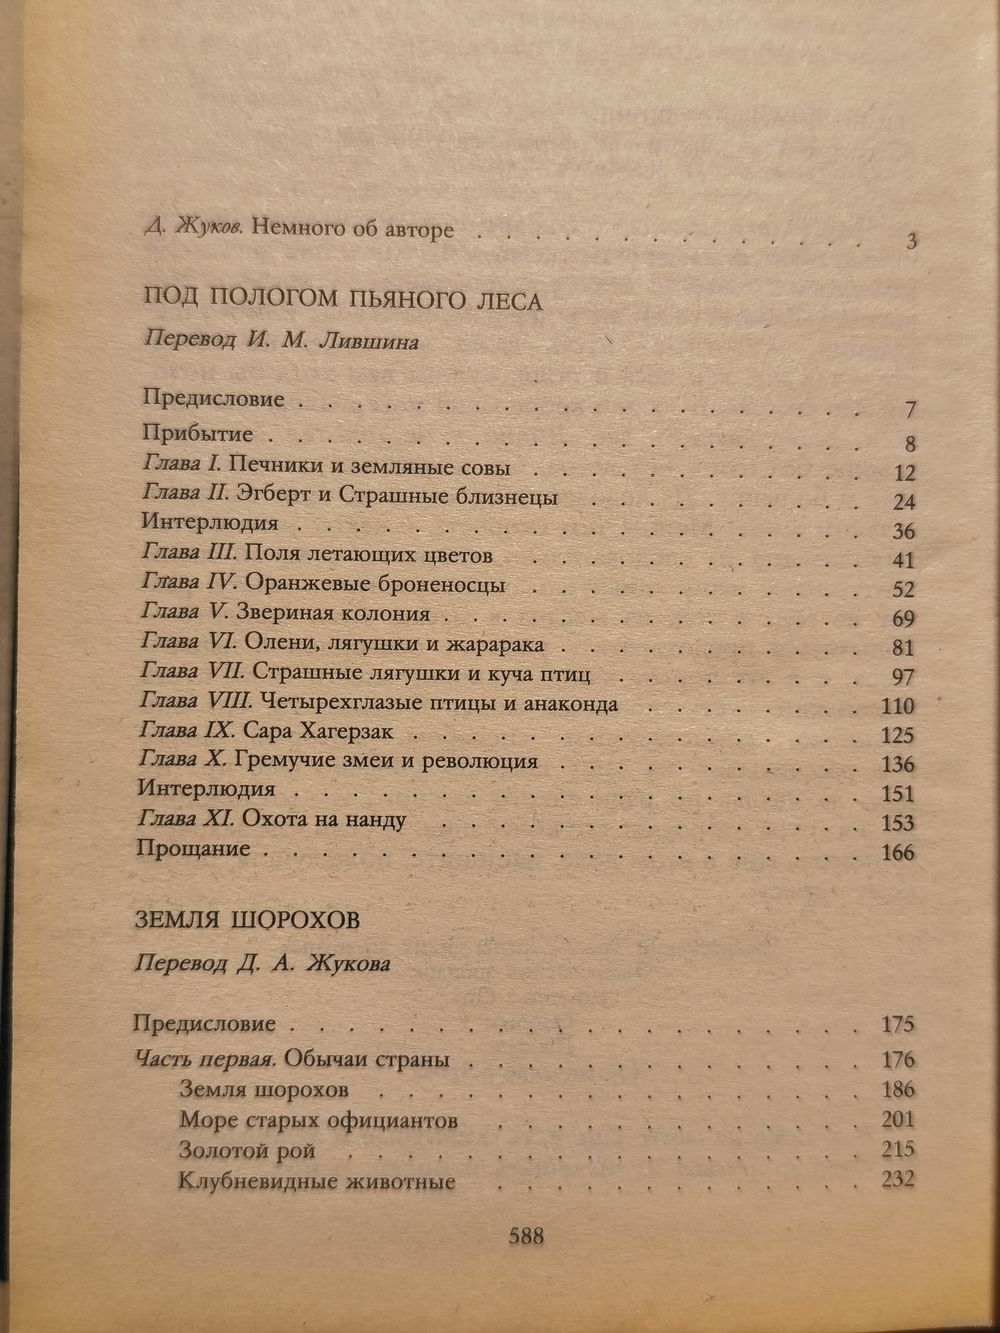 Д. Жуков. Немного об авторе . . . . . . . . . . . . . . 3
ПОД ПОЛОГОМ ПЬЯНОГО ЛЕСА
Перевод И. М. Лившина
Предисловие . . . . . . . . . . . . . . . . . . . . 7
Прибытие . . . . . . . . . . . . . . . . . . . . . 8
Глава I. Печники и земляные совы . . . . . . . . . . . . 12
Глава II. Эгберт и Страшные близнецы . . . . . . . . . . 24
Интерлюдия . . . . . . . . . . . . . . . . . . . . 36
Глава III. Поля летающих цветов . . . . . . . . . . . . 41
Глава IV. Оранжевые броненосцы . . . . . . . . . . . . 52
Глава V. Звериная колония . . . . . . . . . . . . . . . 69
Глава VI. Олени, лягушки и жарарака . . . . . . . . . . . 81
Глава VII. Страшные лягушки и куча птиц . . . . . . . . . 97
Глава VIII. Четырехглазые птицы и анаконда . . . . . . . . 110
Глава IX. Сара Хагерзак . . . . . . . . . . . . . . . . 125
Глава X. Гремучие змеи и революция . . . . . . . . . . . 136
Интерлюдия . . . . . . . . . . . . . . . . . . . . 151
Глава XI. Охота на нанду . . . . . . . . . . . . . . . 153
Прощание . . . . . . . . . . . . . . . . . . . . . 166
ЗЕМЛЯ ШОРОХОВ
Перевод Д. А. Жукова
Предисловие . . . . . . . . . . . . . . . . . . . . 175
Часть первая. Обычаи страны . . . . . . . . . . . . . . 176
Земля шорохов . . . . . . . . . . . . . . . . . 186
Море старых официантов . . . . . . . . . . . . . 201
Золотой рой . . . . . . . . . . . . . . . . . . 215
Клубневидные животные . . . . . . . . . . . . . 232
588